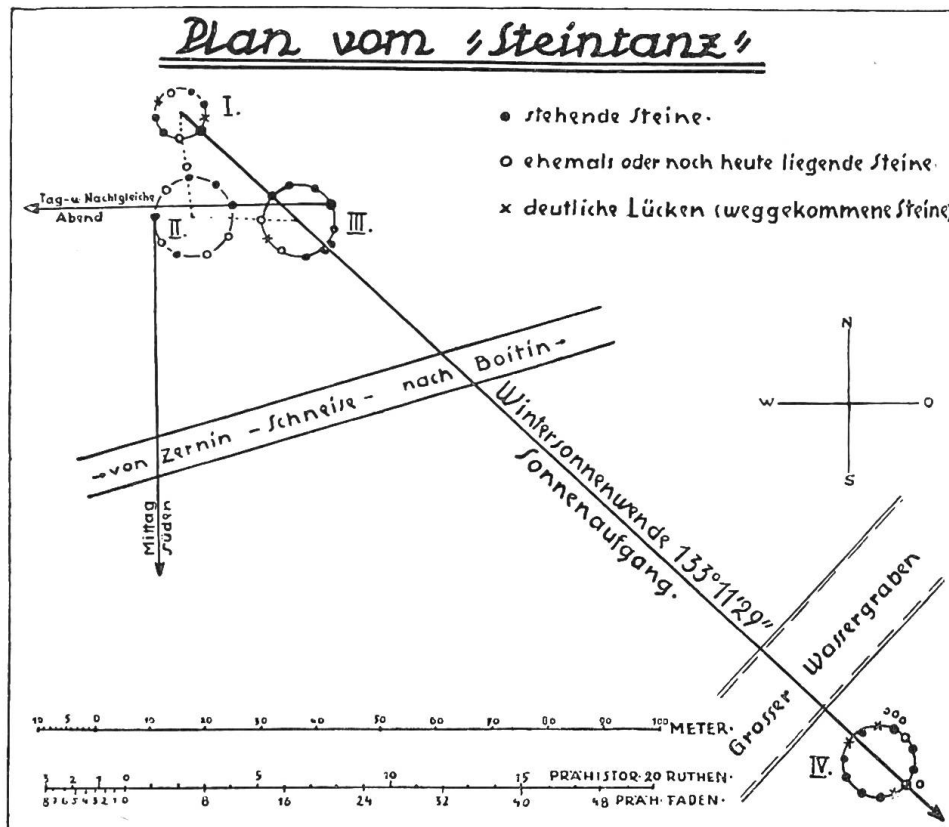 Plan vom "Steintanz"
I.
• stehende Steine.
o ehemals oder noch heute liegende Steine.
x deutliche Lücken (weggekommene Steine)
Tag- u. Nachtgleiche
Abend
II.
III.
N
W O
S
→ von Zernin - Schneise - nach Boitin →
Mittag
Süden
Wintersonnenwende 133°11'29"
Sonnenaufgang.
Grosser Wassergraben
IV.
10 5 0 10 20 30 40 50 60 70 80 90 100 METER.
3 2 1 0 5 10 15 PRÄHISTOR. 20 RUTHEN.
8 7 6 5 4 3 2 1 0 8 16 24 32 40 48 PRÄH. FADEN.